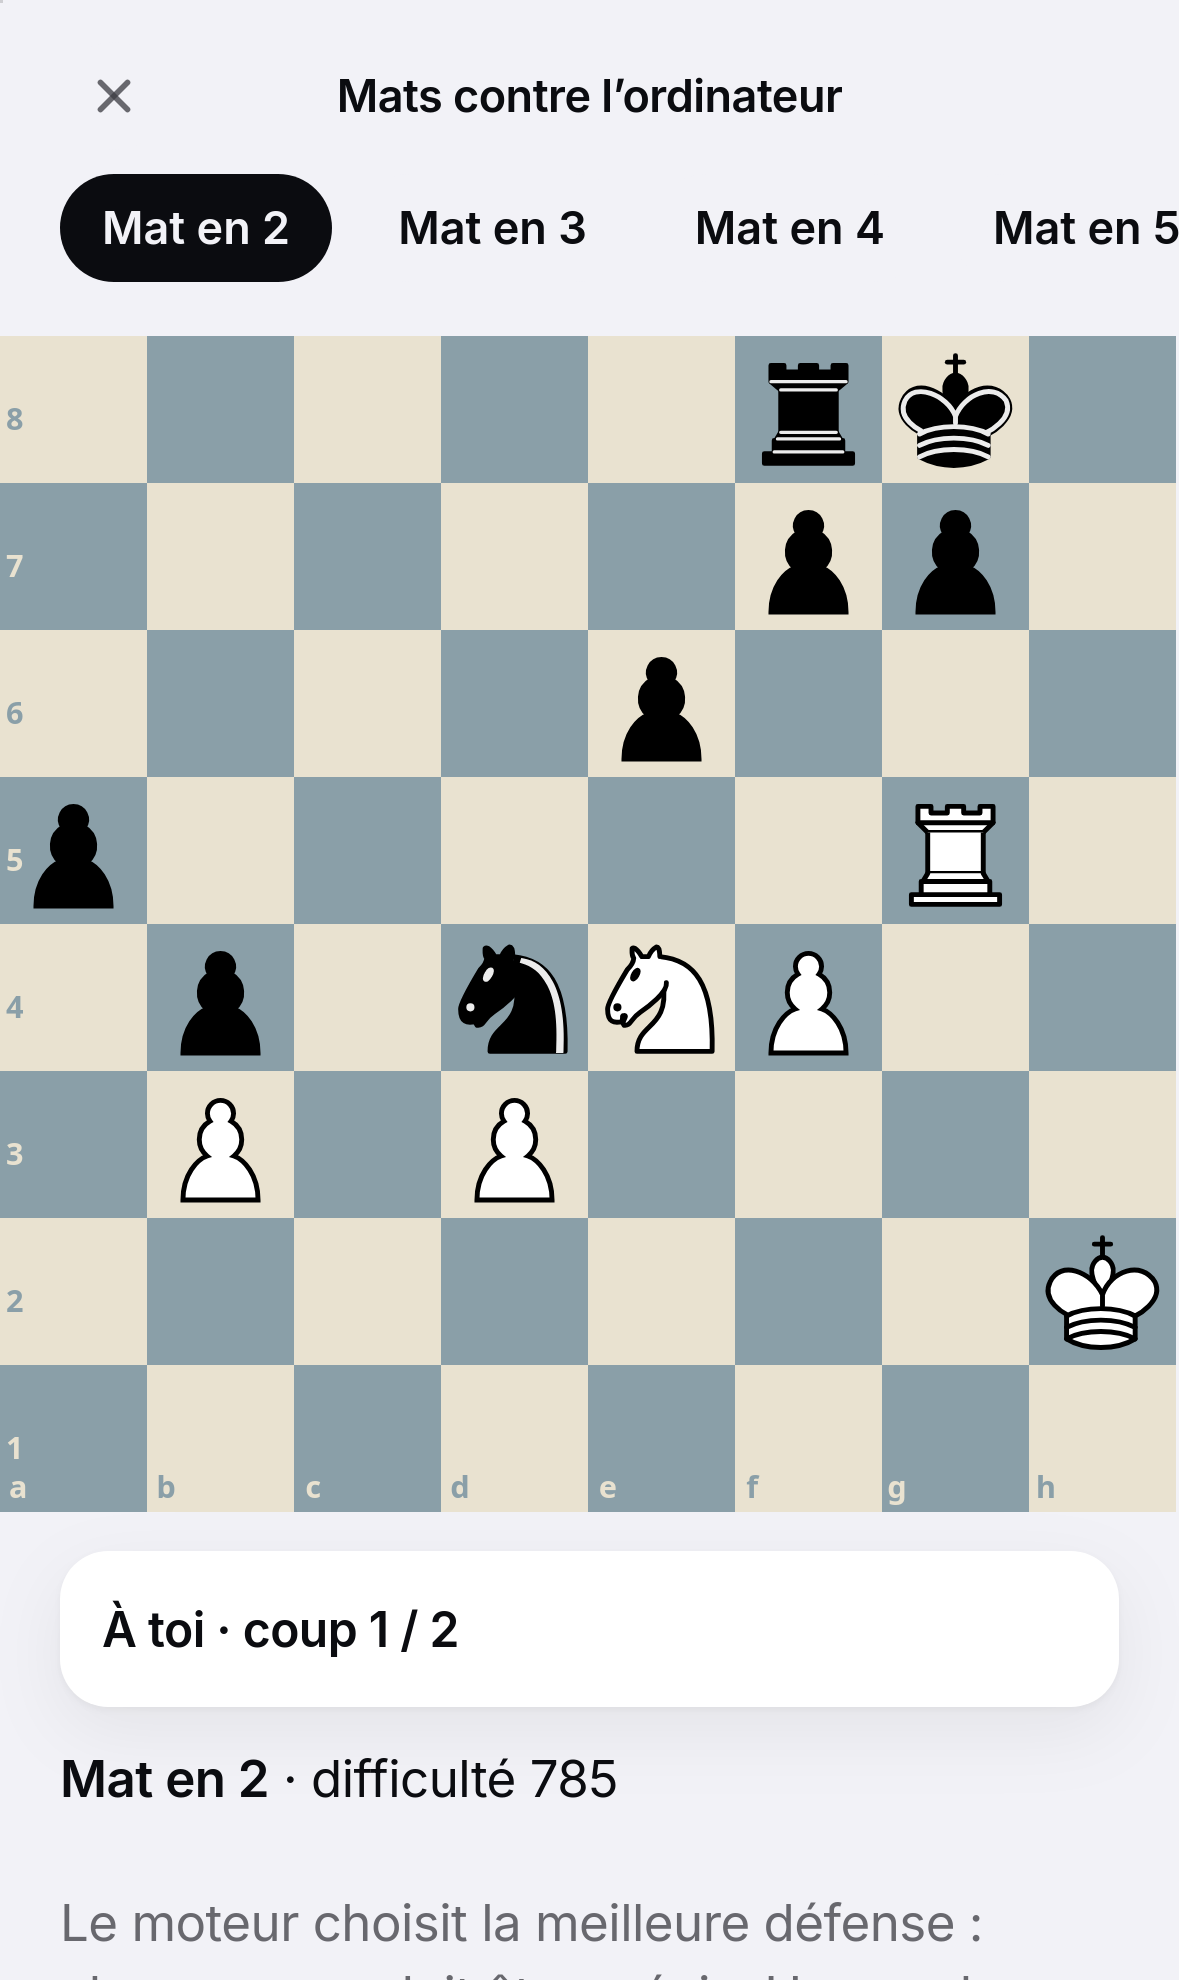 Mats contre l’ordinateur
Mat en 2 Mat en 3 Mat en 4 Mat en 5
8
7
6
5
4
3
2
1
a b c d e f g h
À toi · coup 1 / 2
Mat en 2 · difficulté 785
Le moteur choisit la meilleure défense :